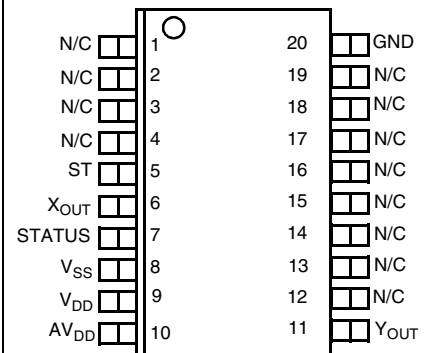 N/C 1 20 GND
N/C 2 19 N/C
N/C 3 18 N/C
N/C 4 17 N/C
ST 5 16 N/C
XOUT 6 15 N/C
STATUS 7 14 N/C
VSS 8 13 N/C
VDD 9 12 N/C
AVDD 10 11 YOUT